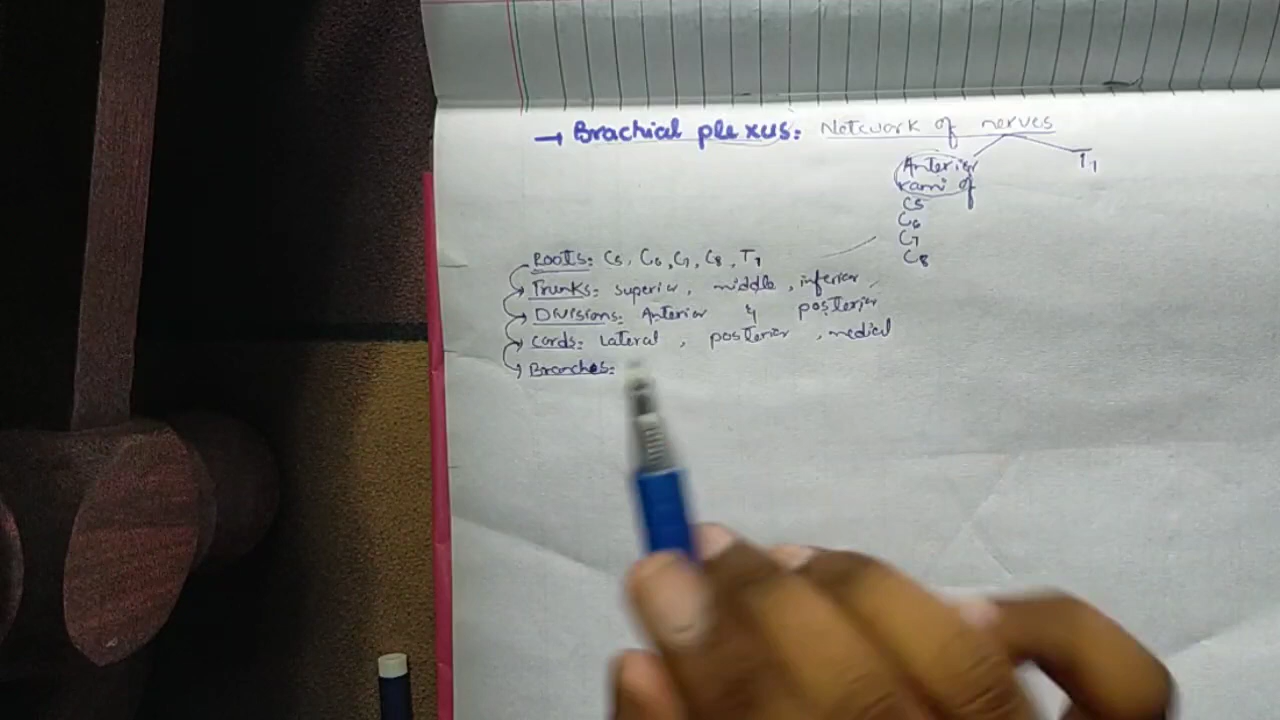 → Brachial plexus: Network of nerves
Anterior
rami of
T1
C5
C6
C7
C8
Roots: C5, C6, C7, C8, T1
Trunks: superior, middle, inferior
Divisions: Anterior & posterior
cords: Lateral, posterior, medial
Branches: